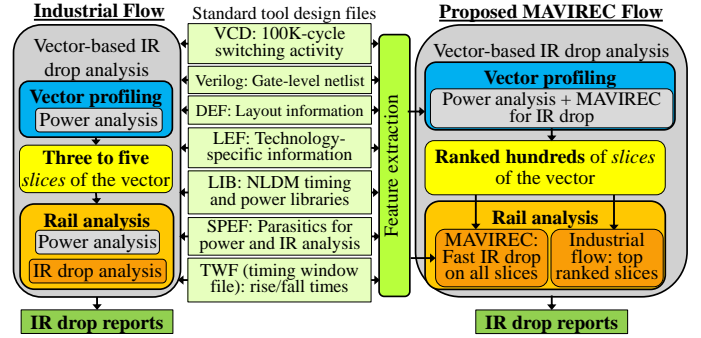 Industrial Flow
Vector-based IR
drop analysis
Vector profiling
Power analysis
Three to five
slices of the vector
Rail analysis
Power analysis
IR drop analysis
IR drop reports
Standard tool design files
VCD: 100K-cycle
switching activity
Verilog: Gate-level netlist
DEF: Layout information
LEF: Technology-
specific information
LIB: NLDM timing
and power libraries
SPEF: Parasitics for
power and IR analysis
TWF (timing window
file): rise/fall times
Feature extraction
Proposed MAVIREC Flow
Vector-based IR drop analysis
Vector profiling
Power analysis + MAVIREC
for IR drop
Ranked hundreds of slices
of the vector
Rail analysis
MAVIREC:
Fast IR drop
on all slices
Industrial
flow: top
ranked slices
IR drop reports